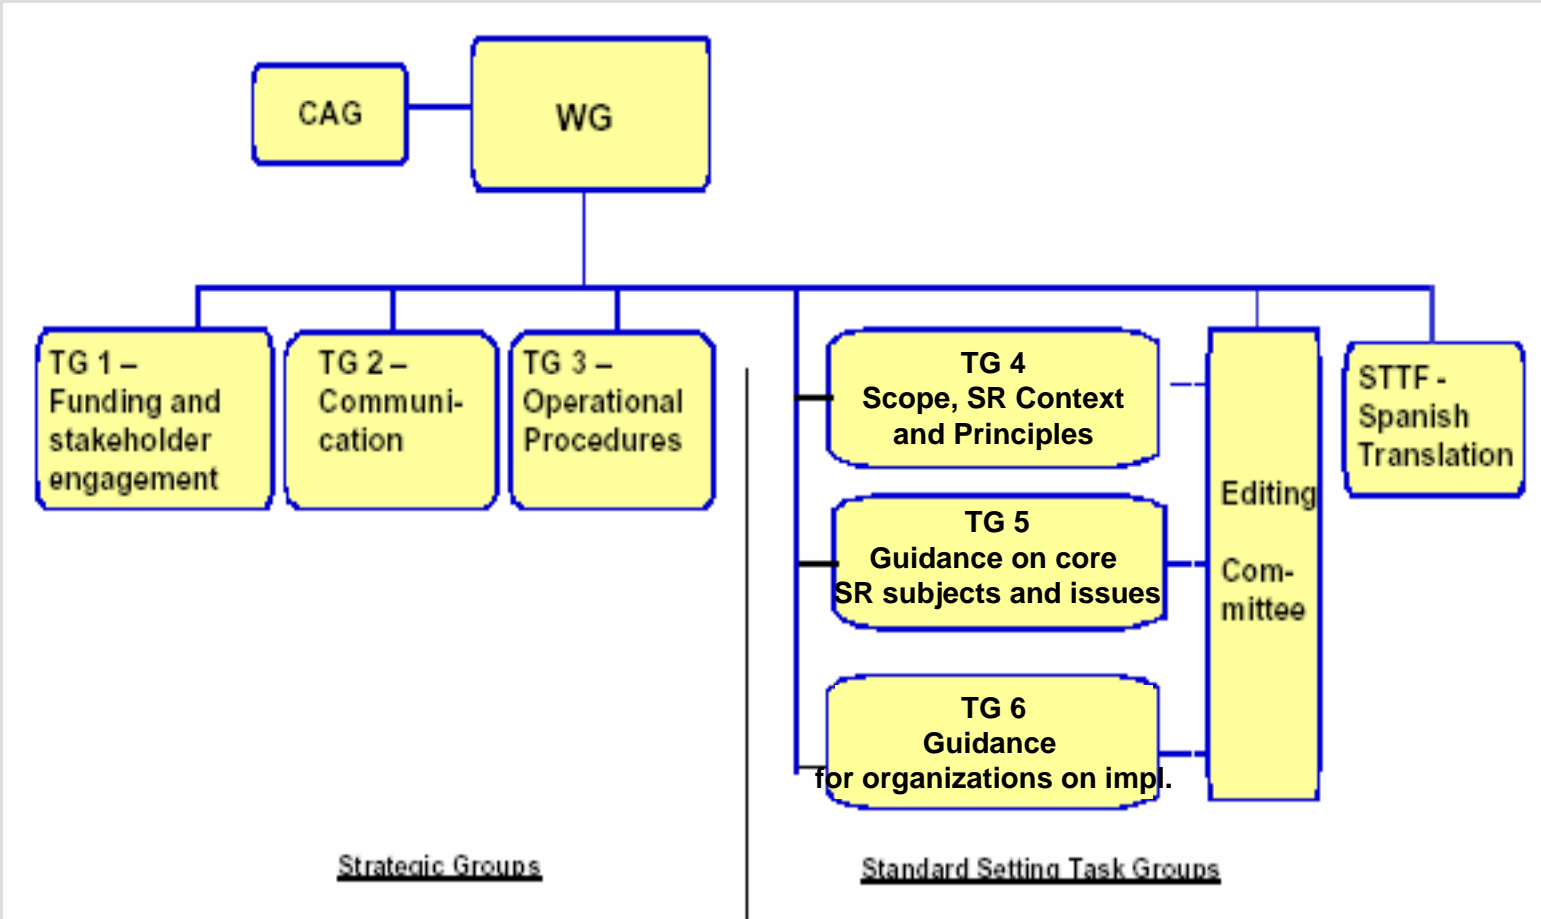 CAG
WG
TG 1 –
Funding and
stakeholder
engagement
TG 2 –
Communi-
cation
TG 3 –
Operational
Procedures
TG 4
Scope, SR Context
and Principles
TG 5
Guidance on core
SR subjects and issues
TG 6
Guidance
for organizations on impl.
Editing
Com-
mittee
STTF -
Spanish
Translation
Strategic Groups
Standard Setting Task Groups